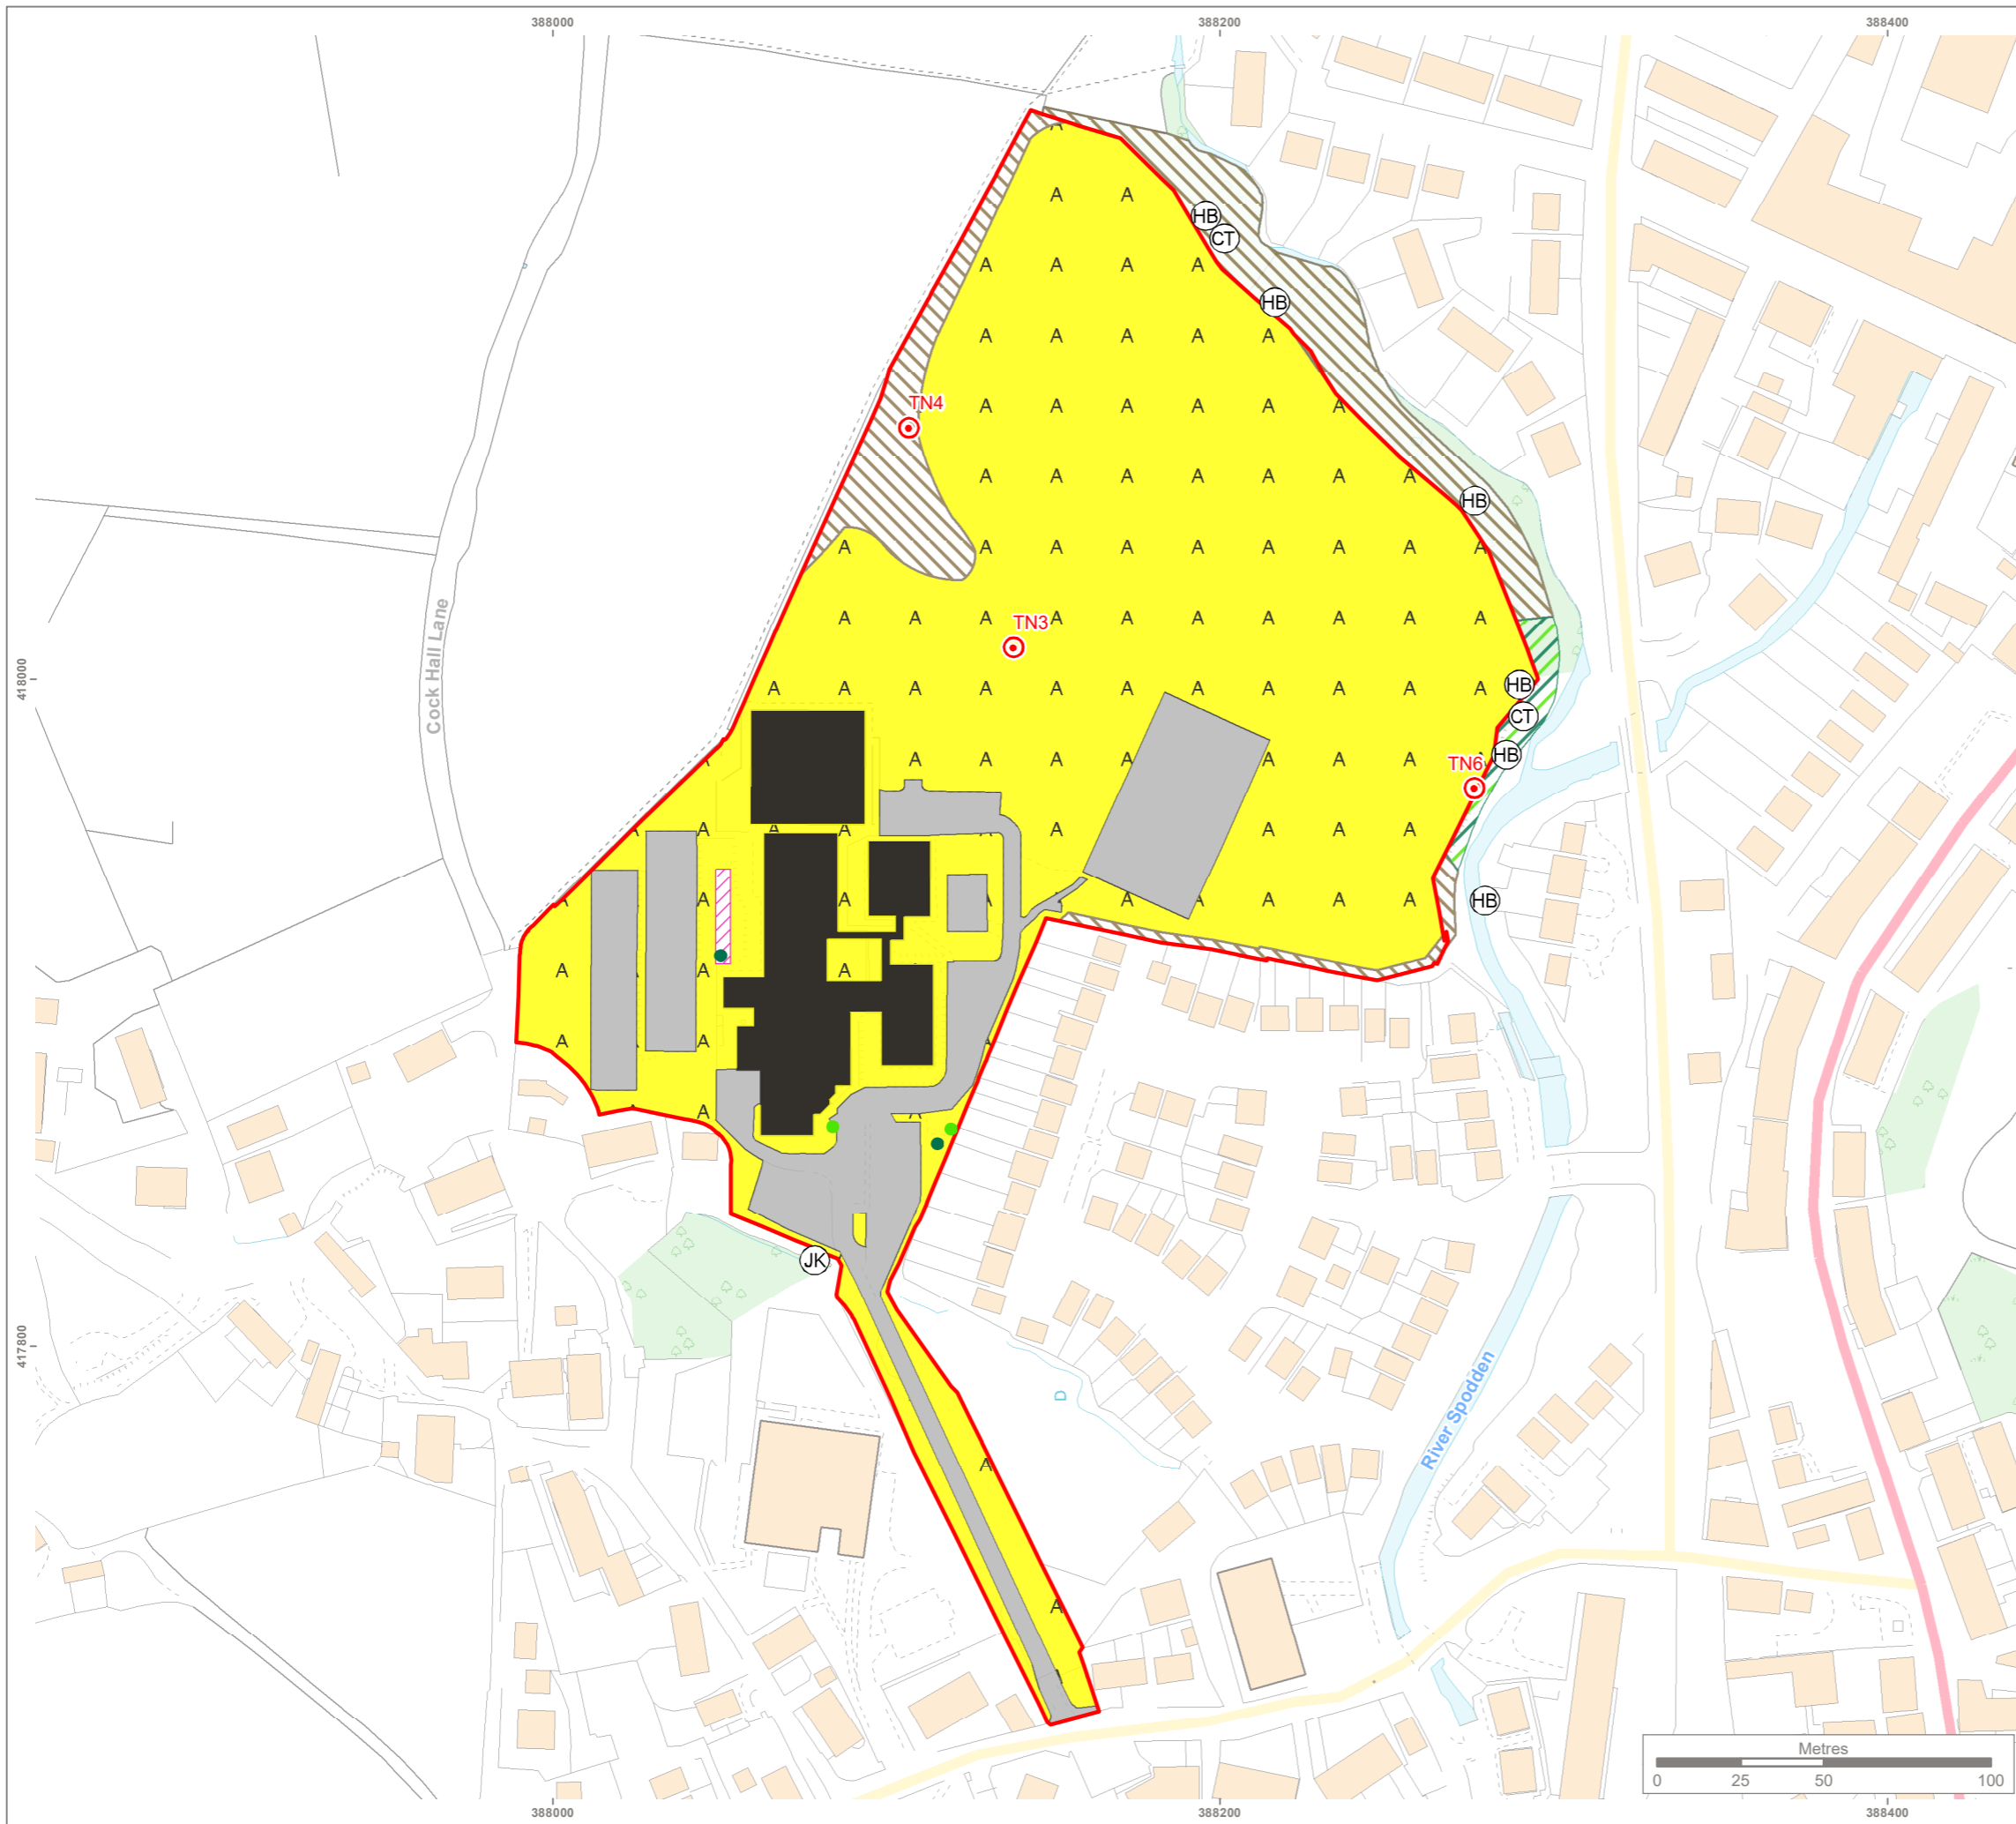 388000
388200
388400
A
A A
HB
CT
A A A A
HB
A A A A A
TN4
A A A A A A
HB
A A A A A A A
A A A A A A A A A
TN3
A A A A A A A A A A
418000
Cock Hall Lane
HB
A A A A A A A A A A A
CT
HB
A A A A A A A A A
TN6
A A A A A A A A
A A A A A A A A A
HB
A A A A
A A A A
A A A
JK
417800
D
River Spodden
A
A
A
Metres
0 25 50 100
388000
388200
388400